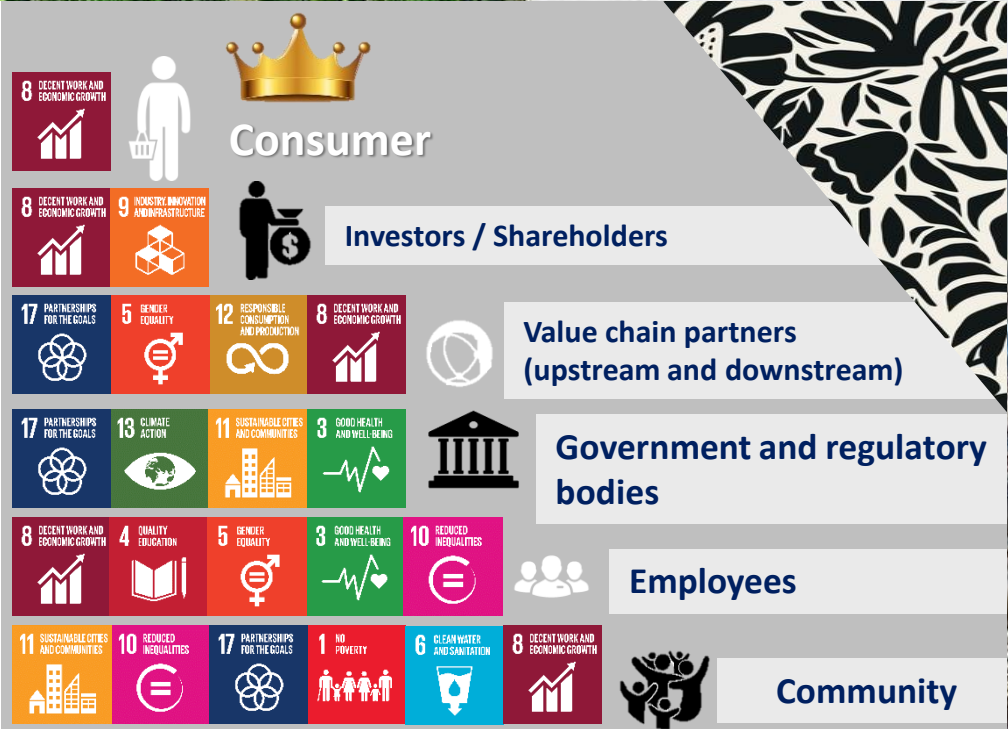 8 DECENT WORK AND
ECONOMIC GROWTH
Consumer
8 DECENT WORK AND
ECONOMIC GROWTH
9 INDUSTRY, INNOVATION
AND INFRASTRUCTURE
$
Investors / Shareholders
17 PARTNERSHIPS
FOR THE GOALS
5 GENDER
EQUALITY
12 RESPONSIBLE
CONSUMPTION
AND PRODUCTION
8 DECENT WORK AND
ECONOMIC GROWTH
Value chain partners
(upstream and downstream)
17 PARTNERSHIPS
FOR THE GOALS
13 CLIMATE
ACTION
11 SUSTAINABLE CITIES
AND COMMUNITIES
3 GOOD HEALTH
AND WELL-BEING
Government and regulatory
bodies
8 DECENT WORK AND
ECONOMIC GROWTH
4 QUALITY
EDUCATION
5 GENDER
EQUALITY
3 GOOD HEALTH
AND WELL-BEING
10 REDUCED
INEQUALITIES
Employees
11 SUSTAINABLE CITIES
AND COMMUNITIES
10 REDUCED
INEQUALITIES
17 PARTNERSHIPS
FOR THE GOALS
1 NO
POVERTY
6 CLEAN WATER
AND SANITATION
8 DECENT WORK AND
ECONOMIC GROWTH
Community